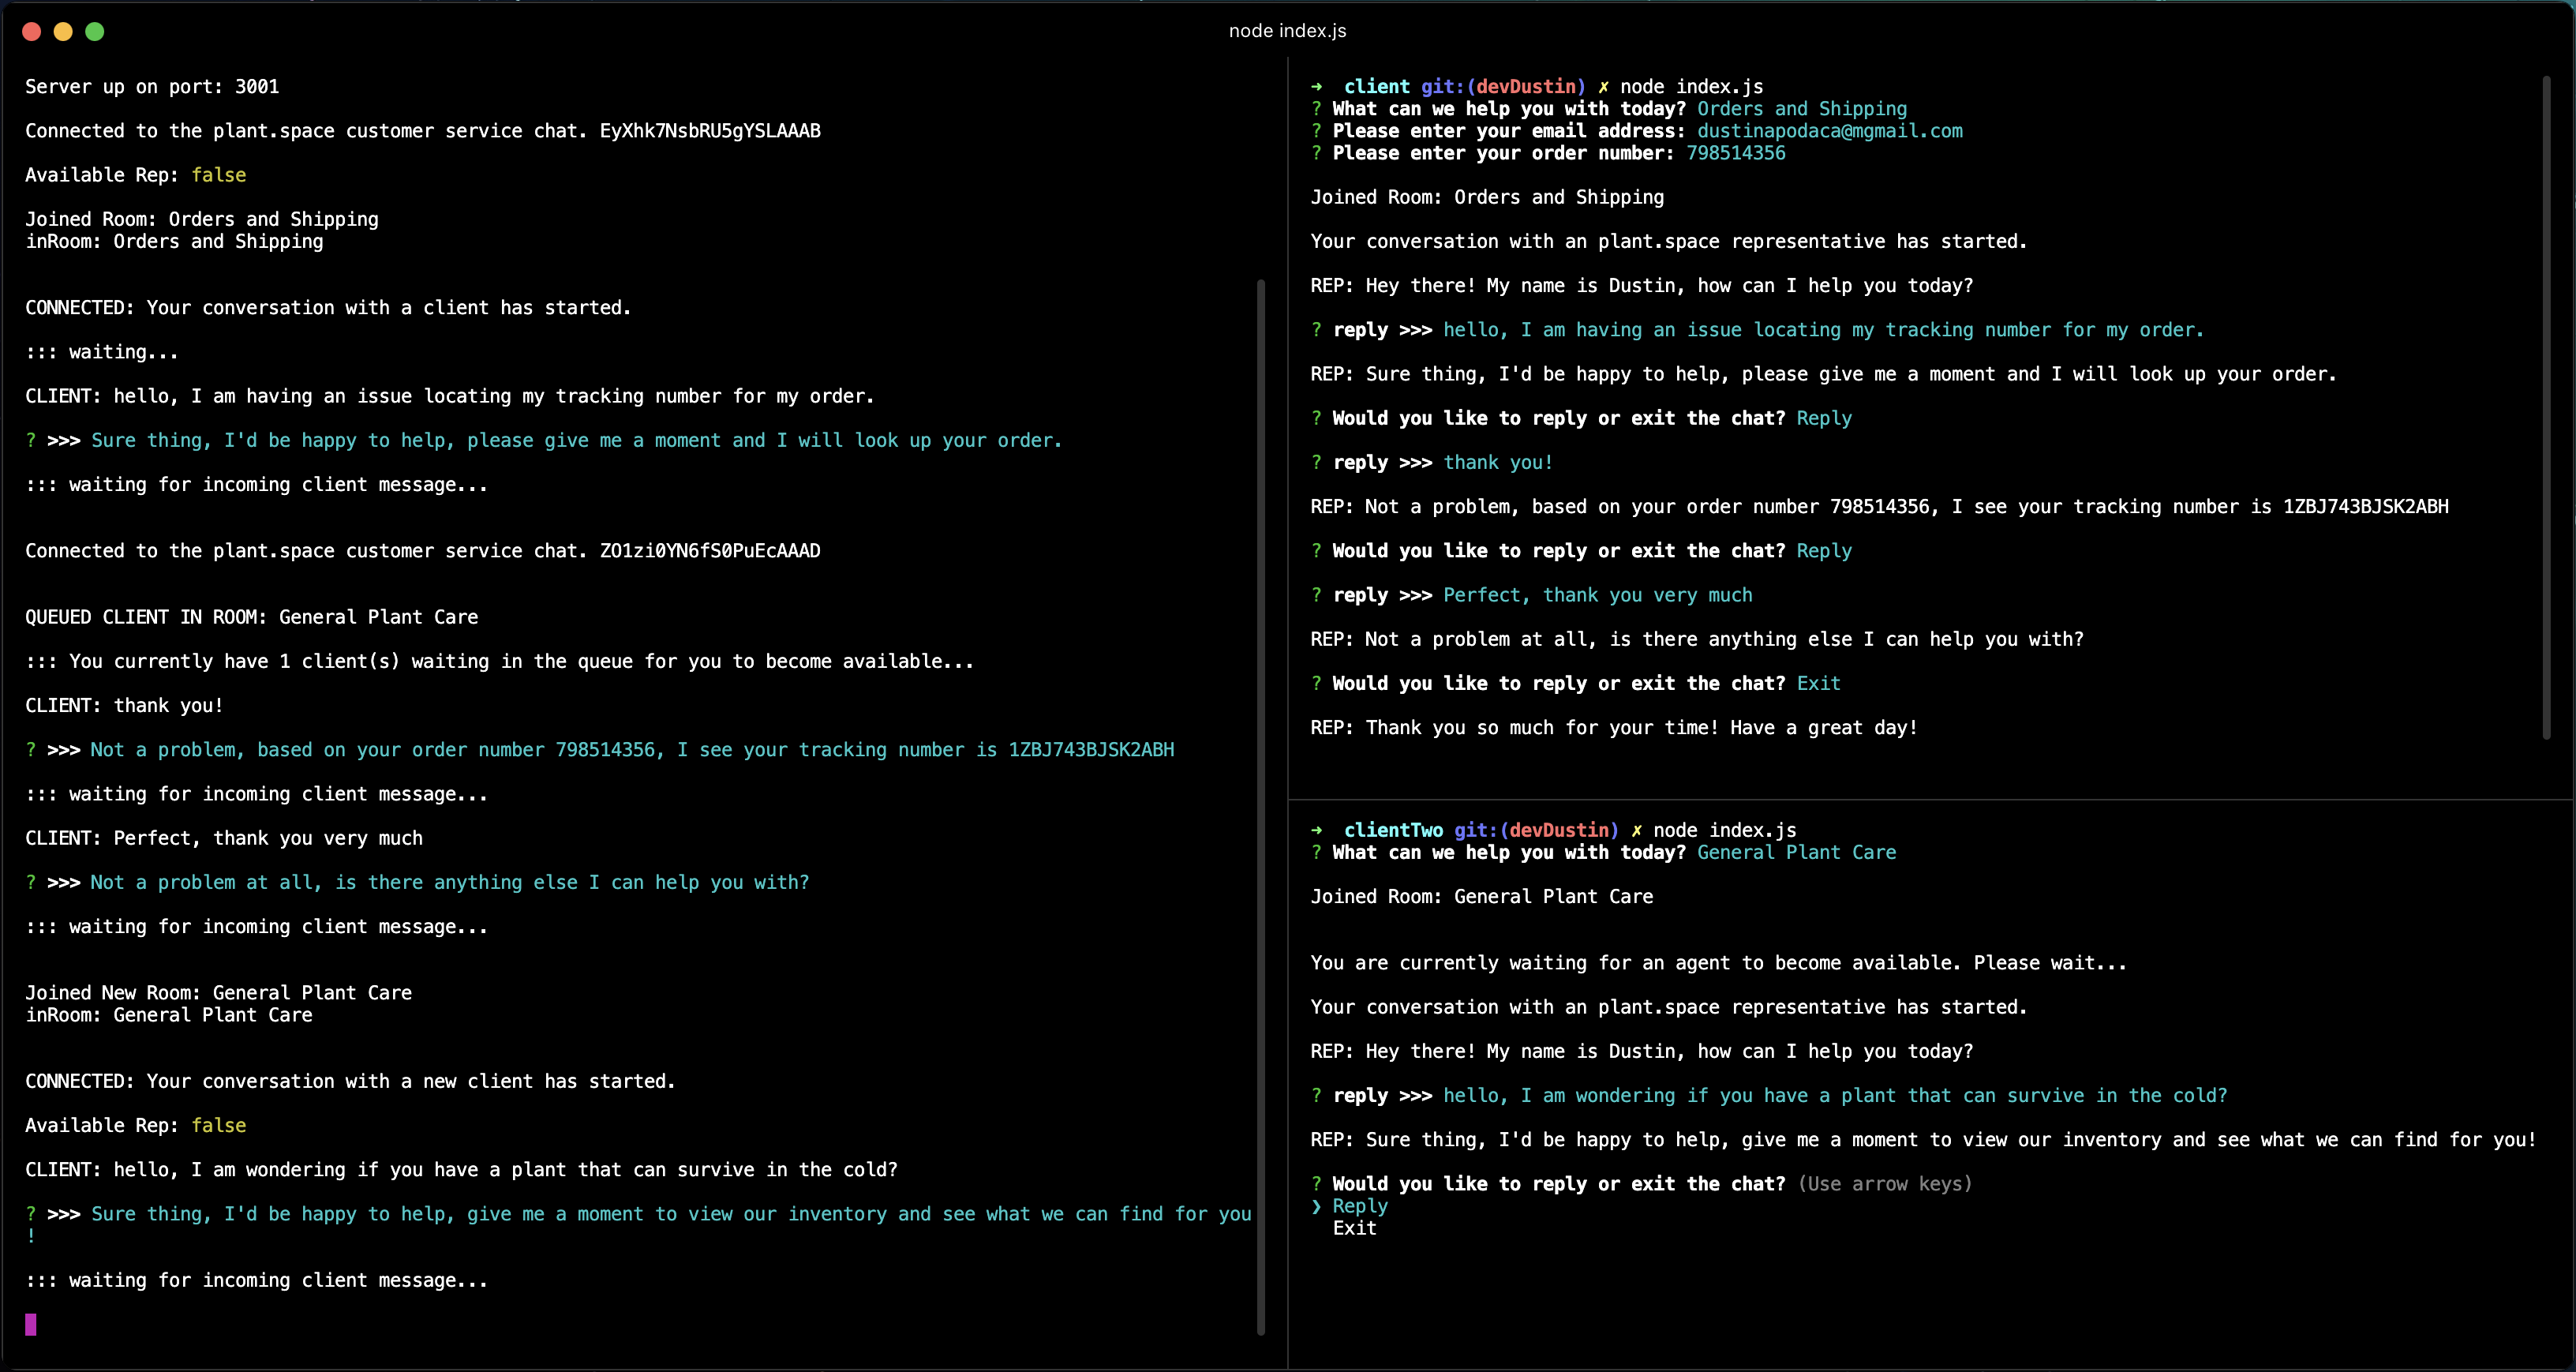 node index.js
Server up on port: 3001
Connected to the plant.space customer service chat. EyXhk7NsbRU5gYSLAAAB
Available Rep: false
Joined Room: Orders and Shipping
inRoom: Orders and Shipping
CONNECTED: Your conversation with a client has started.
::: waiting...
CLIENT: hello, I am having an issue locating my tracking number for my order.
? >>> Sure thing, I'd be happy to help, please give me a moment and I will look up your order.
::: waiting for incoming client message...
Connected to the plant.space customer service chat. ZO1zi0YN6fS0PuEcAAAD
QUEUED CLIENT IN ROOM: General Plant Care
::: You currently have 1 client(s) waiting in the queue for you to become available...
CLIENT: thank you!
? >>> Not a problem, based on your order number 798514356, I see your tracking number is 1ZBJ743BJSK2ABH
::: waiting for incoming client message...
CLIENT: Perfect, thank you very much
? >>> Not a problem at all, is there anything else I can help you with?
::: waiting for incoming client message...
Joined New Room: General Plant Care
inRoom: General Plant Care
CONNECTED: Your conversation with a new client has started.
Available Rep: false
CLIENT: hello, I am wondering if you have a plant that can survive in the cold?
? >>> Sure thing, I'd be happy to help, give me a moment to view our inventory and see what we can find for you
!
::: waiting for incoming client message...
➜  client git:(devDustin) ✗ node index.js
? What can we help you with today? Orders and Shipping
? Please enter your email address: dustinapodaca@mgmail.com
? Please enter your order number: 798514356
Joined Room: Orders and Shipping
Your conversation with an plant.space representative has started.
REP: Hey there! My name is Dustin, how can I help you today?
? reply >>> hello, I am having an issue locating my tracking number for my order.
REP: Sure thing, I'd be happy to help, please give me a moment and I will look up your order.
? Would you like to reply or exit the chat? Reply
? reply >>> thank you!
REP: Not a problem, based on your order number 798514356, I see your tracking number is 1ZBJ743BJSK2ABH
? Would you like to reply or exit the chat? Reply
? reply >>> Perfect, thank you very much
REP: Not a problem at all, is there anything else I can help you with?
? Would you like to reply or exit the chat? Exit
REP: Thank you so much for your time! Have a great day!
➜  clientTwo git:(devDustin) ✗ node index.js
? What can we help you with today? General Plant Care
Joined Room: General Plant Care
You are currently waiting for an agent to become available. Please wait...
Your conversation with an plant.space representative has started.
REP: Hey there! My name is Dustin, how can I help you today?
? reply >>> hello, I am wondering if you have a plant that can survive in the cold?
REP: Sure thing, I'd be happy to help, give me a moment to view our inventory and see what we can find for you!
? Would you like to reply or exit the chat? (Use arrow keys)
❯ Reply
  Exit